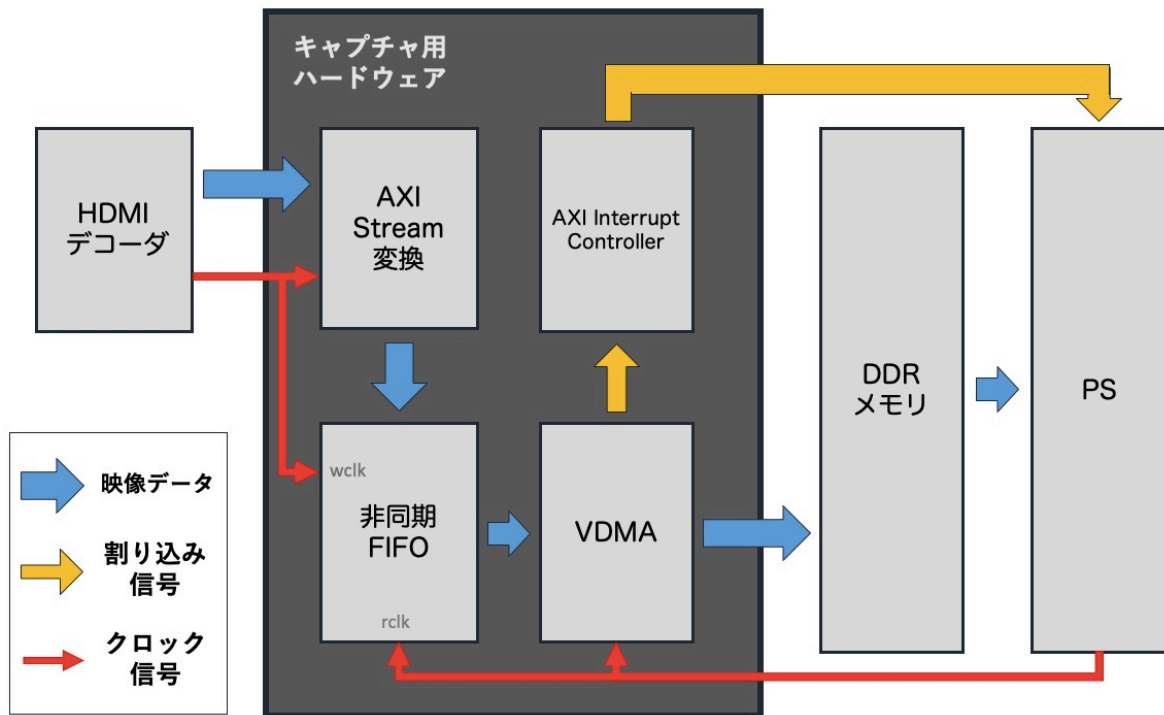 キャプチャ用
ハードウェア
HDMI
デコーダ
AXI
Stream
変換
AXI Interrupt
Controller
DDR
メモリ
PS
wclk
非同期
FIFO
rclk
VDMA
映像データ
割り込み
信号
クロック
信号